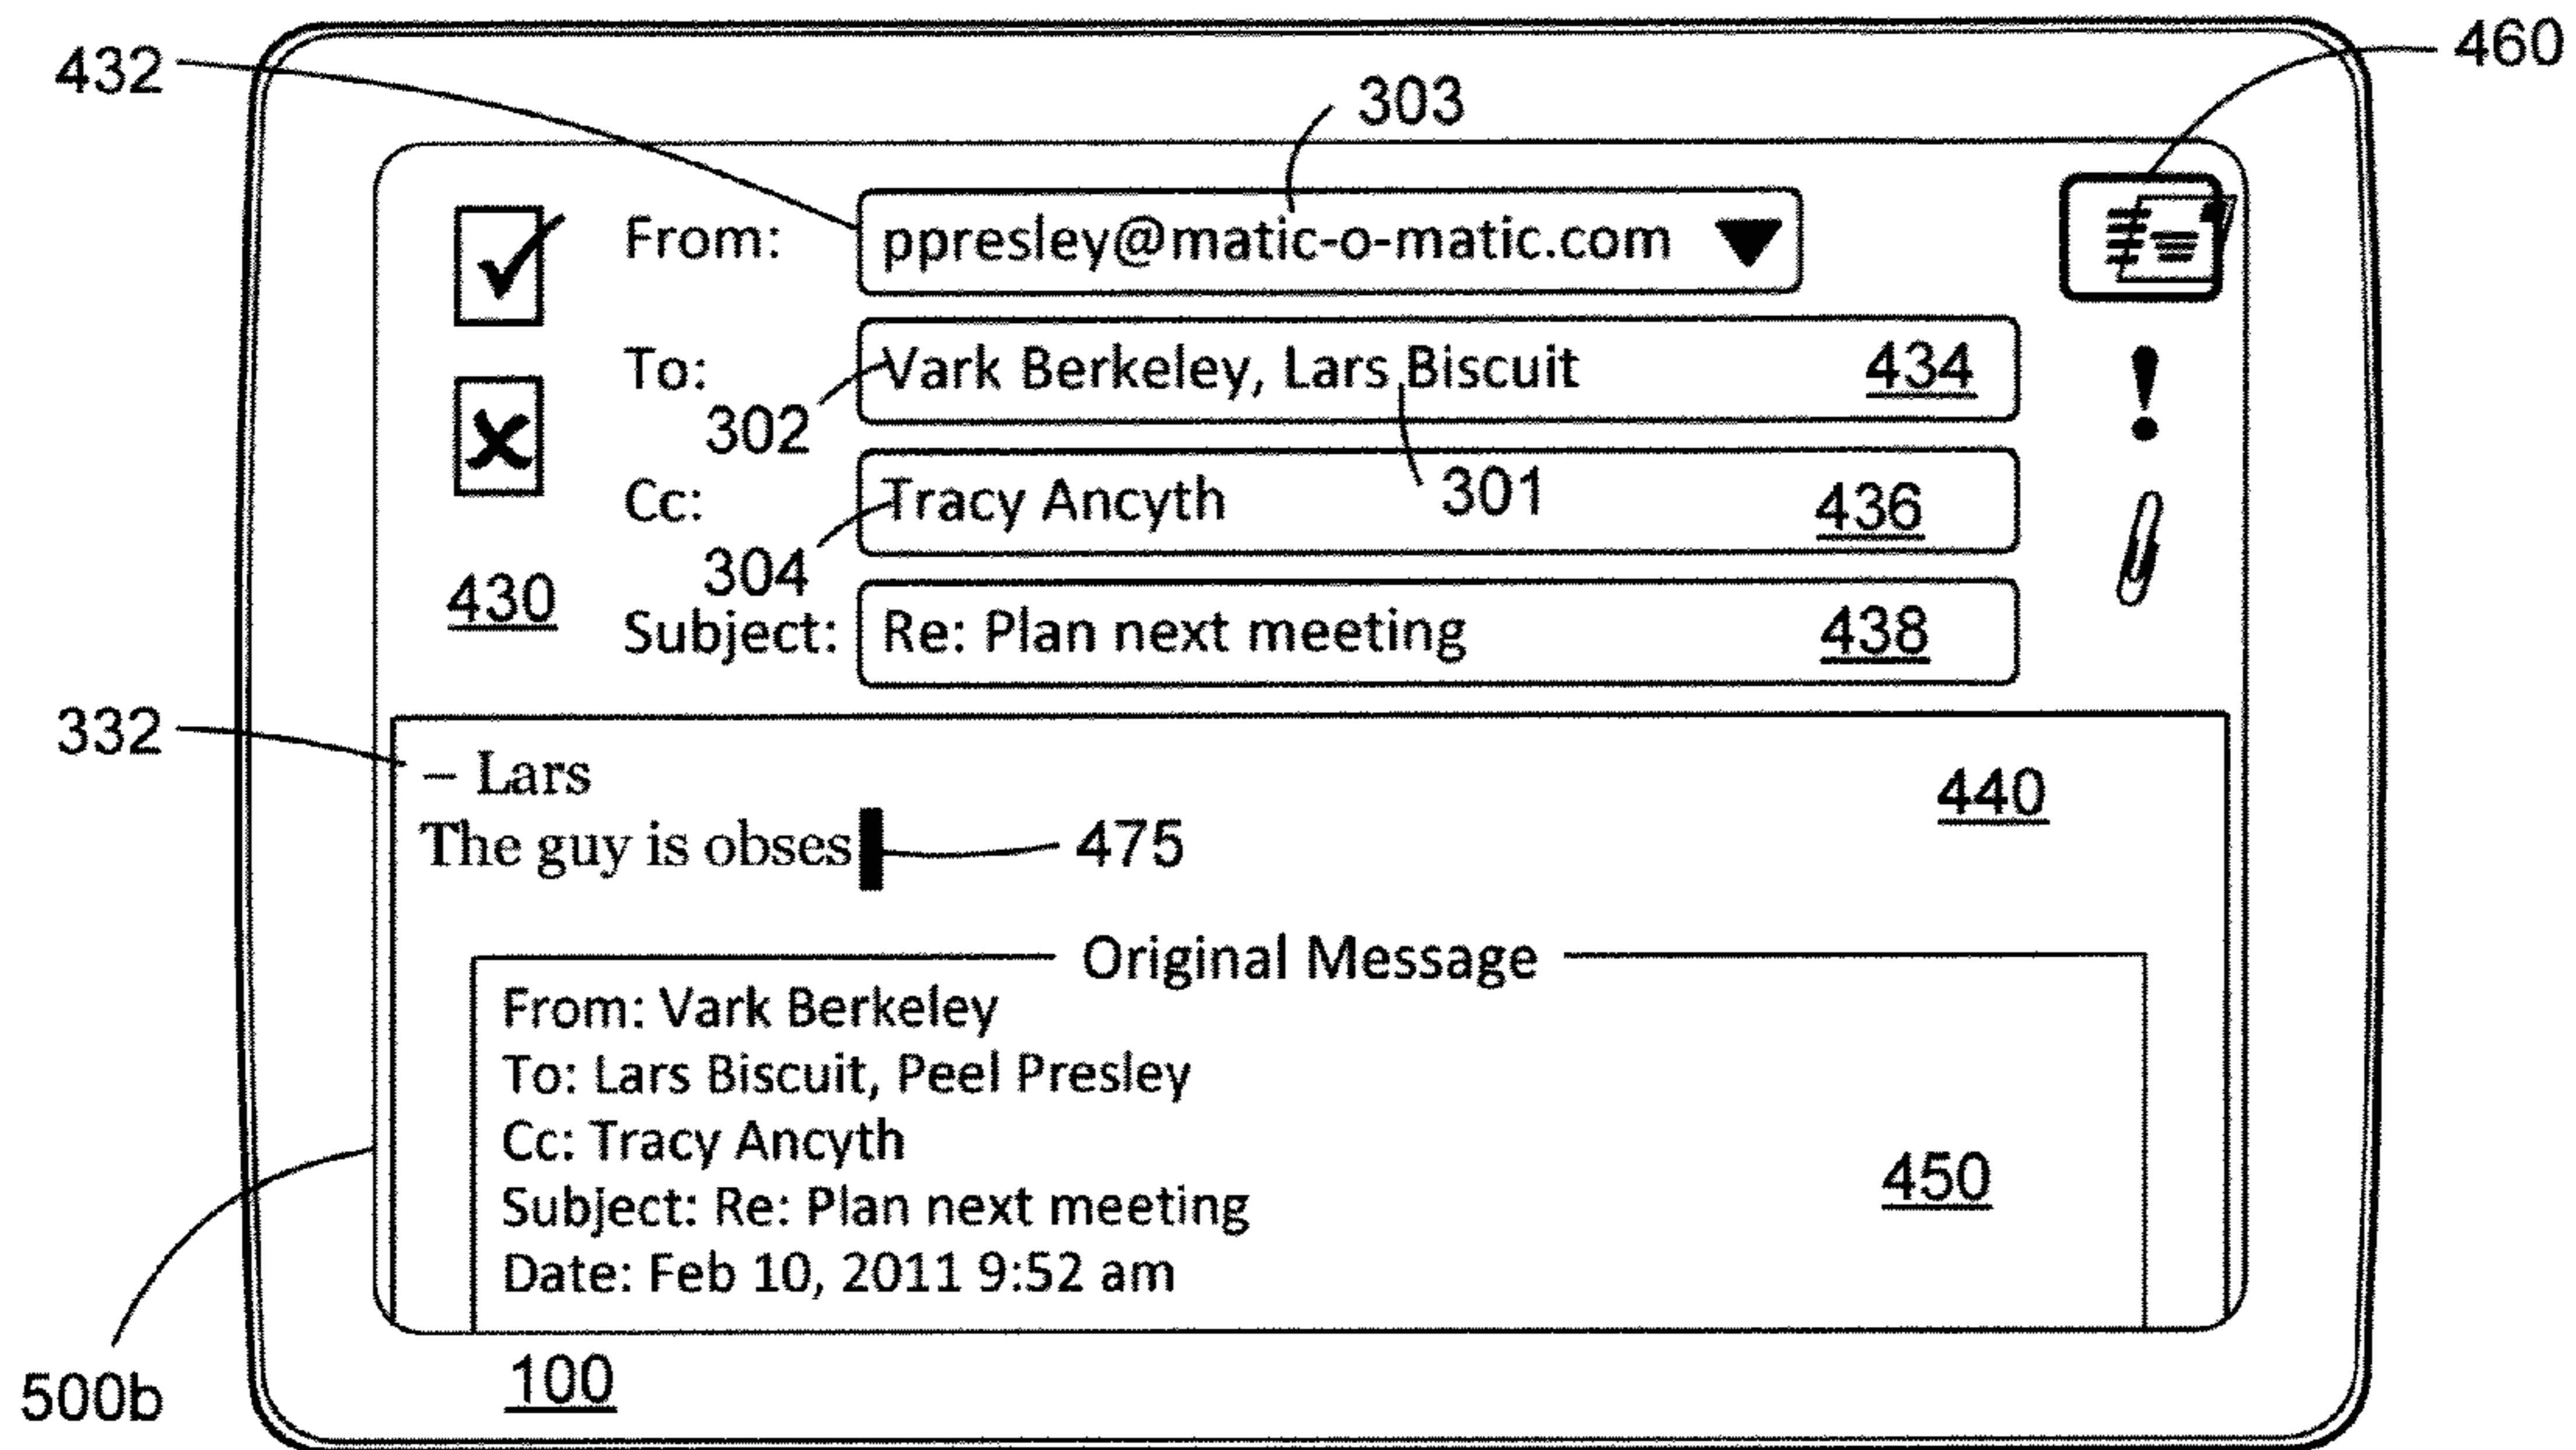 432
460
303
From: ppresley@matic-o-matic.com
To: Vark Berkeley, Lars Biscuit 434
302
Cc: Tracy Ancyth 301 436
304
430
Subject: Re: Plan next meeting 438
332
– Lars
440
The guy is obses 475
Original Message
From: Vark Berkeley
To: Lars Biscuit, Peel Presley
Cc: Tracy Ancyth
450
Subject: Re: Plan next meeting
Date: Feb 10, 2011 9:52 am
500b
100